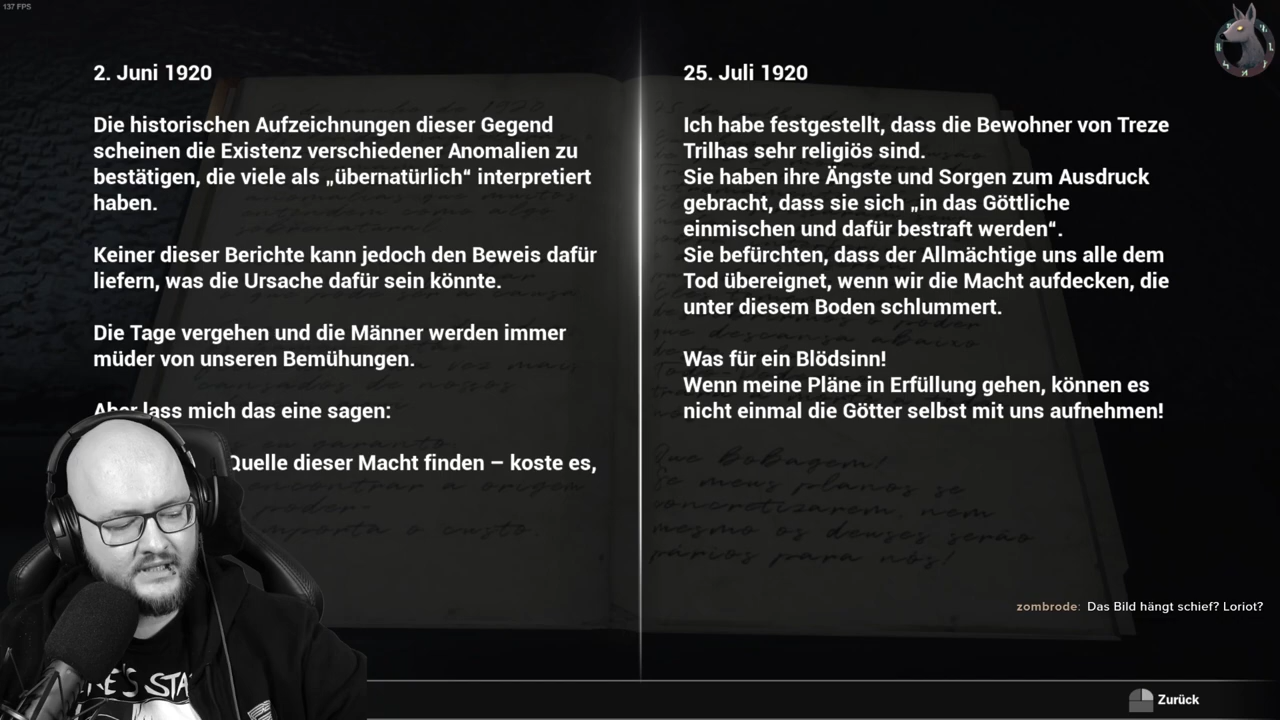 137 FPS
2. Juni 1920
Die historischen Aufzeichnungen dieser Gegend
scheinen die Existenz verschiedener Anomalien zu
bestätigen, die viele als „übernatürlich“ interpretiert
haben.
Keiner dieser Berichte kann jedoch den Beweis dafür
liefern, was die Ursache dafür sein könnte.
Die Tage vergehen und die Männer werden immer
müder von unseren Bemühungen.
Aber lass mich das eine sagen:
Quelle dieser Macht finden – koste es,
25. Juli 1920
Ich habe festgestellt, dass die Bewohner von Treze
Trilhas sehr religiös sind.
Sie haben ihre Ängste und Sorgen zum Ausdruck
gebracht, dass sie sich „in das Göttliche
einmischen und dafür bestraft werden“.
Sie befürchten, dass der Allmächtige uns alle dem
Tod übereignet, wenn wir die Macht aufdecken, die
unter diesem Boden schlummert.
Was für ein Blödsinn!
Wenn meine Pläne in Erfüllung gehen, können es
nicht einmal die Götter selbst mit uns aufnehmen!
encontrar a origem
poder-
importa o custo.
Que bobagem!
Se meus planos se
concretizarem, nem
mesmo os deuses serão
pários para nós!
zombrode: Das Bild hängt schief? Loriot?
Zurück